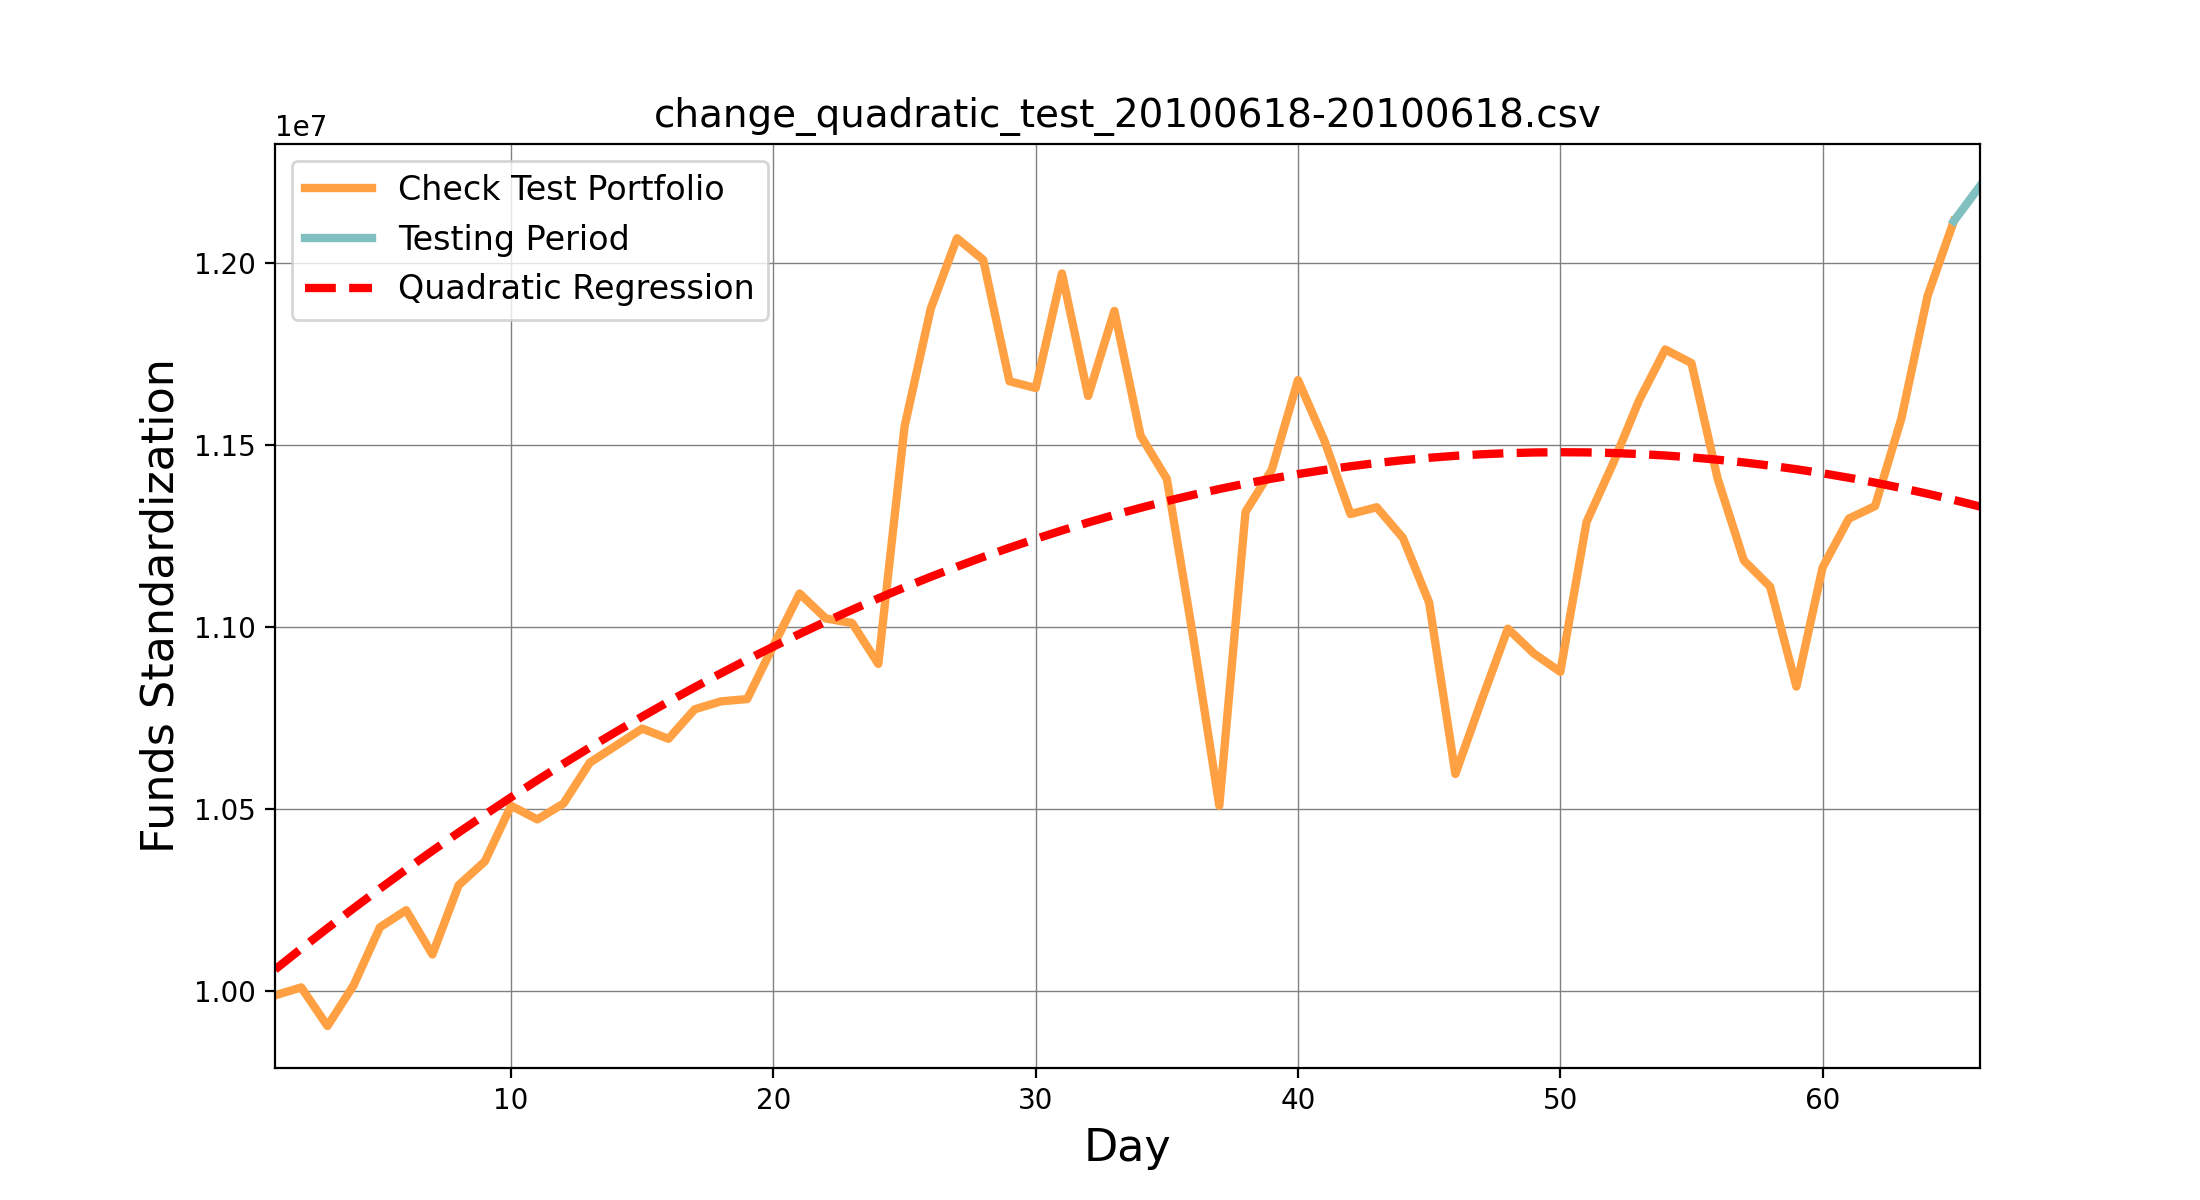 change_quadratic_test_20100618-20100618.csv
1e7
Check Test Portfolio
Testing Period
Quadratic Regression
1.20
1.15
1.10
1.05
1.00
Funds Standardization
10 20 30 40 50 60
Day